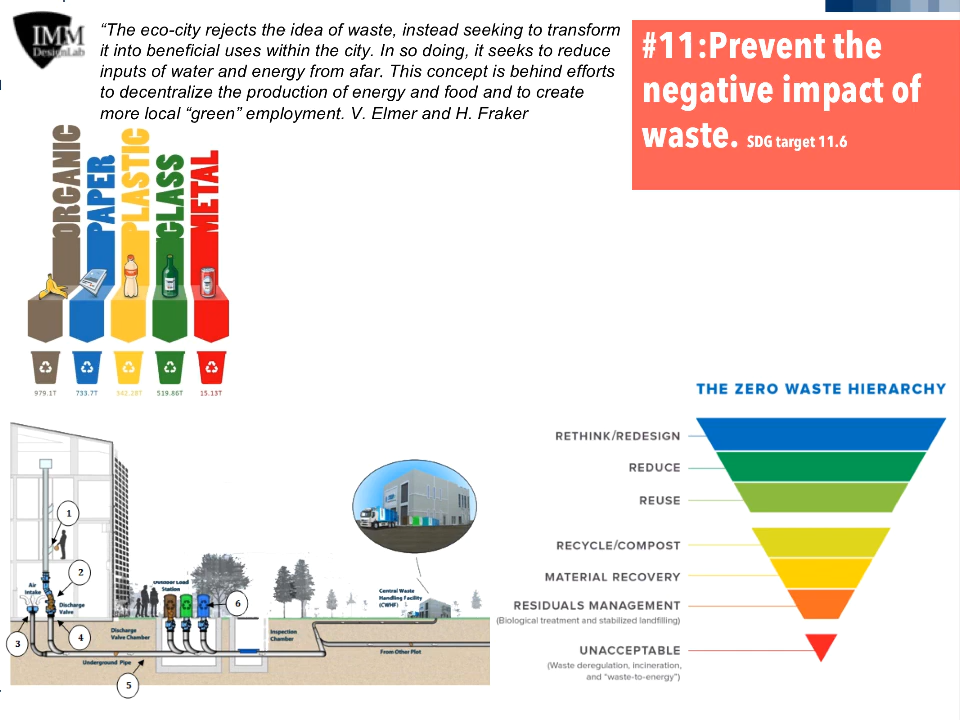 IMM
DesignLab
“The eco-city rejects the idea of waste, instead seeking to transform
it into beneficial uses within the city. In so doing, it seeks to reduce
inputs of water and energy from afar. This concept is behind efforts
to decentralize the production of energy and food and to create
more local “green” employment. V. Elmer and H. Fraker
#11:Prevent the
negative impact of
waste. SDG target 11.6
ORGANIC
PAPER
PLASTIC
GLASS
METAL
979.1T
733.7T
342.28T
519.86T
15.13T
THE ZERO WASTE HIERARCHY
RETHINK/REDESIGN
REDUCE
REUSE
RECYCLE/COMPOST
MATERIAL RECOVERY
RESIDUALS MANAGEMENT
(Biological treatment and stabilized landfilling)
UNACCEPTABLE
(Waste deregulation, incineration,
and “waste-to-energy”)
1
2
Air
Intake
Discharge
Valve
3
4
Discharge
Valve Chamber
Underground Pipe
5
Outdoor Load
Station
6
Inspection
Chamber
Central Waste
Handling Facility
(CWHF)
From Other Plot